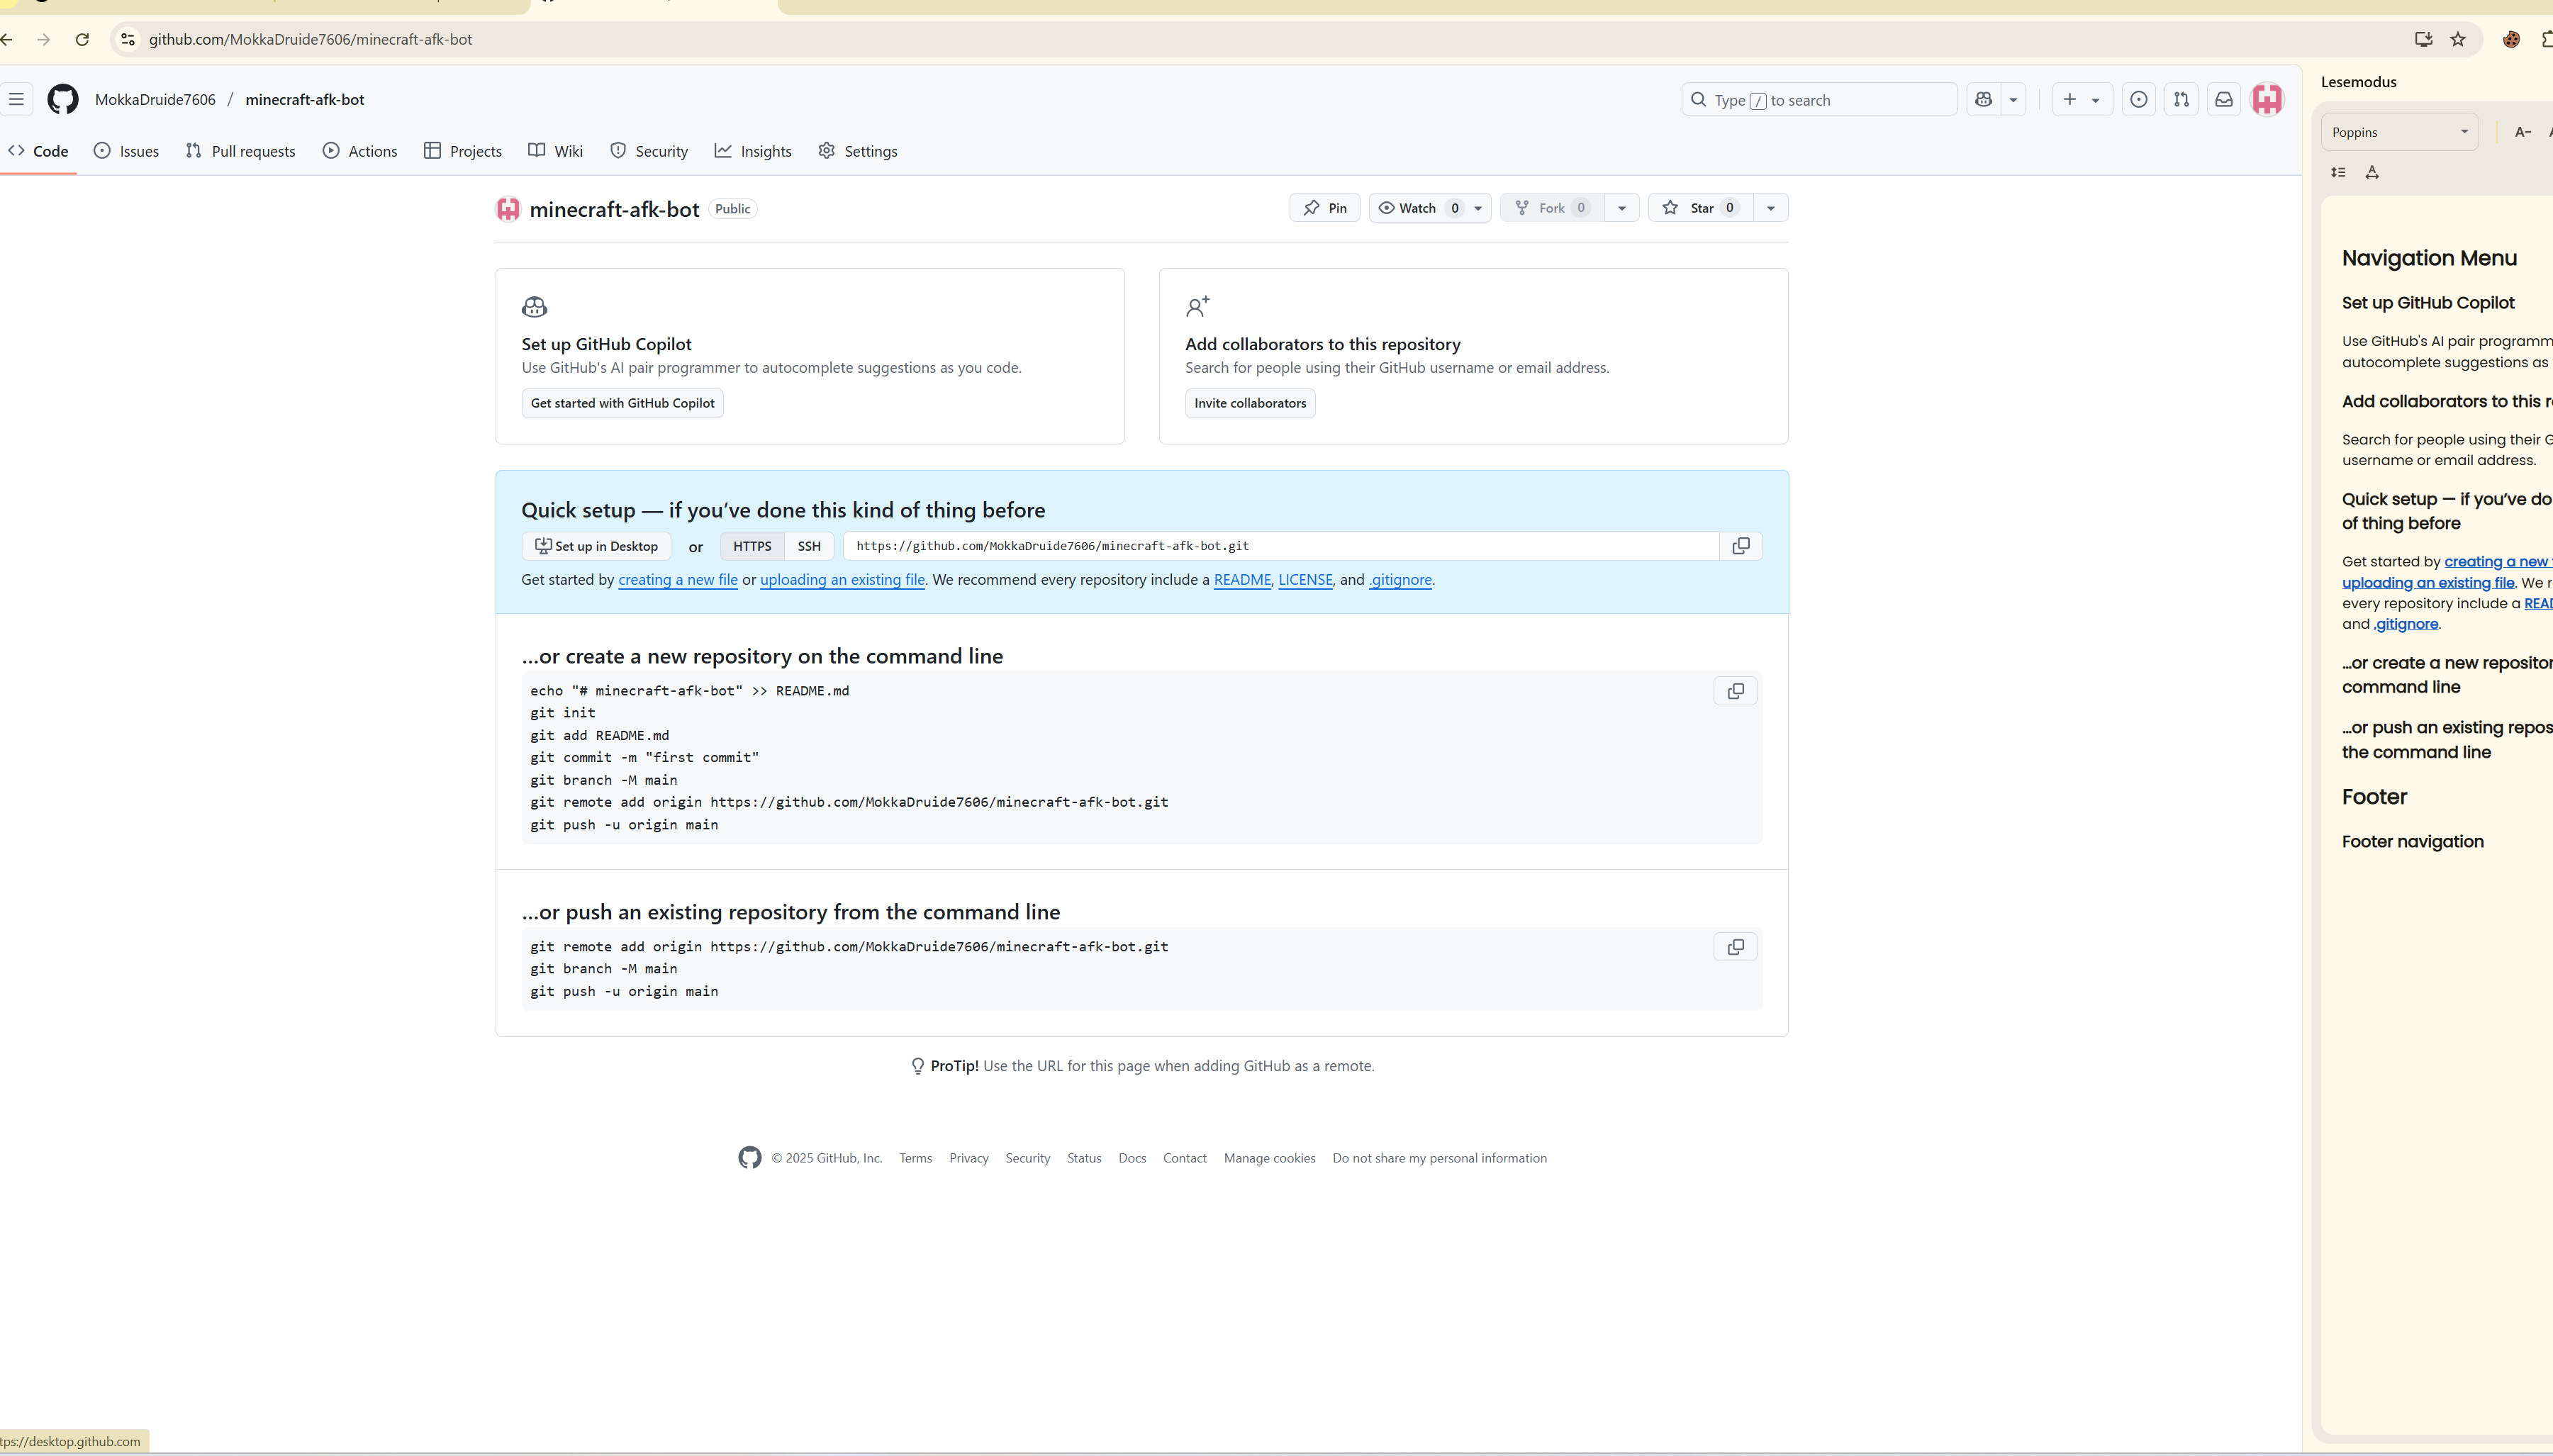 github.com/MokkaDruide7606/minecraft-afk-bot
MokkaDruide7606 / minecraft-afk-bot
Type / to search
Code Issues Pull requests Actions Projects Wiki Security Insights Settings
minecraft-afk-bot Public
Pin Watch 0 Fork 0 Star 0
Set up GitHub Copilot
Use GitHub's AI pair programmer to autocomplete suggestions as you code.
Get started with GitHub Copilot
Add collaborators to this repository
Search for people using their GitHub username or email address.
Invite collaborators
Quick setup — if you’ve done this kind of thing before
Set up in Desktop or HTTPS SSH https://github.com/MokkaDruide7606/minecraft-afk-bot.git
Get started by creating a new file or uploading an existing file. We recommend every repository include a README, LICENSE, and .gitignore.
…or create a new repository on the command line
echo "# minecraft-afk-bot" >> README.md
git init
git add README.md
git commit -m "first commit"
git branch -M main
git remote add origin https://github.com/MokkaDruide7606/minecraft-afk-bot.git
git push -u origin main
…or push an existing repository from the command line
git remote add origin https://github.com/MokkaDruide7606/minecraft-afk-bot.git
git branch -M main
git push -u origin main
ProTip! Use the URL for this page when adding GitHub as a remote.
© 2025 GitHub, Inc. Terms Privacy Security Status Docs Contact Manage cookies Do not share my personal information
tps://desktop.github.com
Lesemodus
Poppins A-
Navigation Menu
Set up GitHub Copilot
Use GitHub's AI pair programm
autocomplete suggestions as
Add collaborators to this r
Search for people using their G
username or email address.
Quick setup — if you’ve do
of thing before
Get started by creating a new
uploading an existing file. We r
every repository include a READ
and .gitignore.
…or create a new repositor
command line
…or push an existing repos
the command line
Footer
Footer navigation